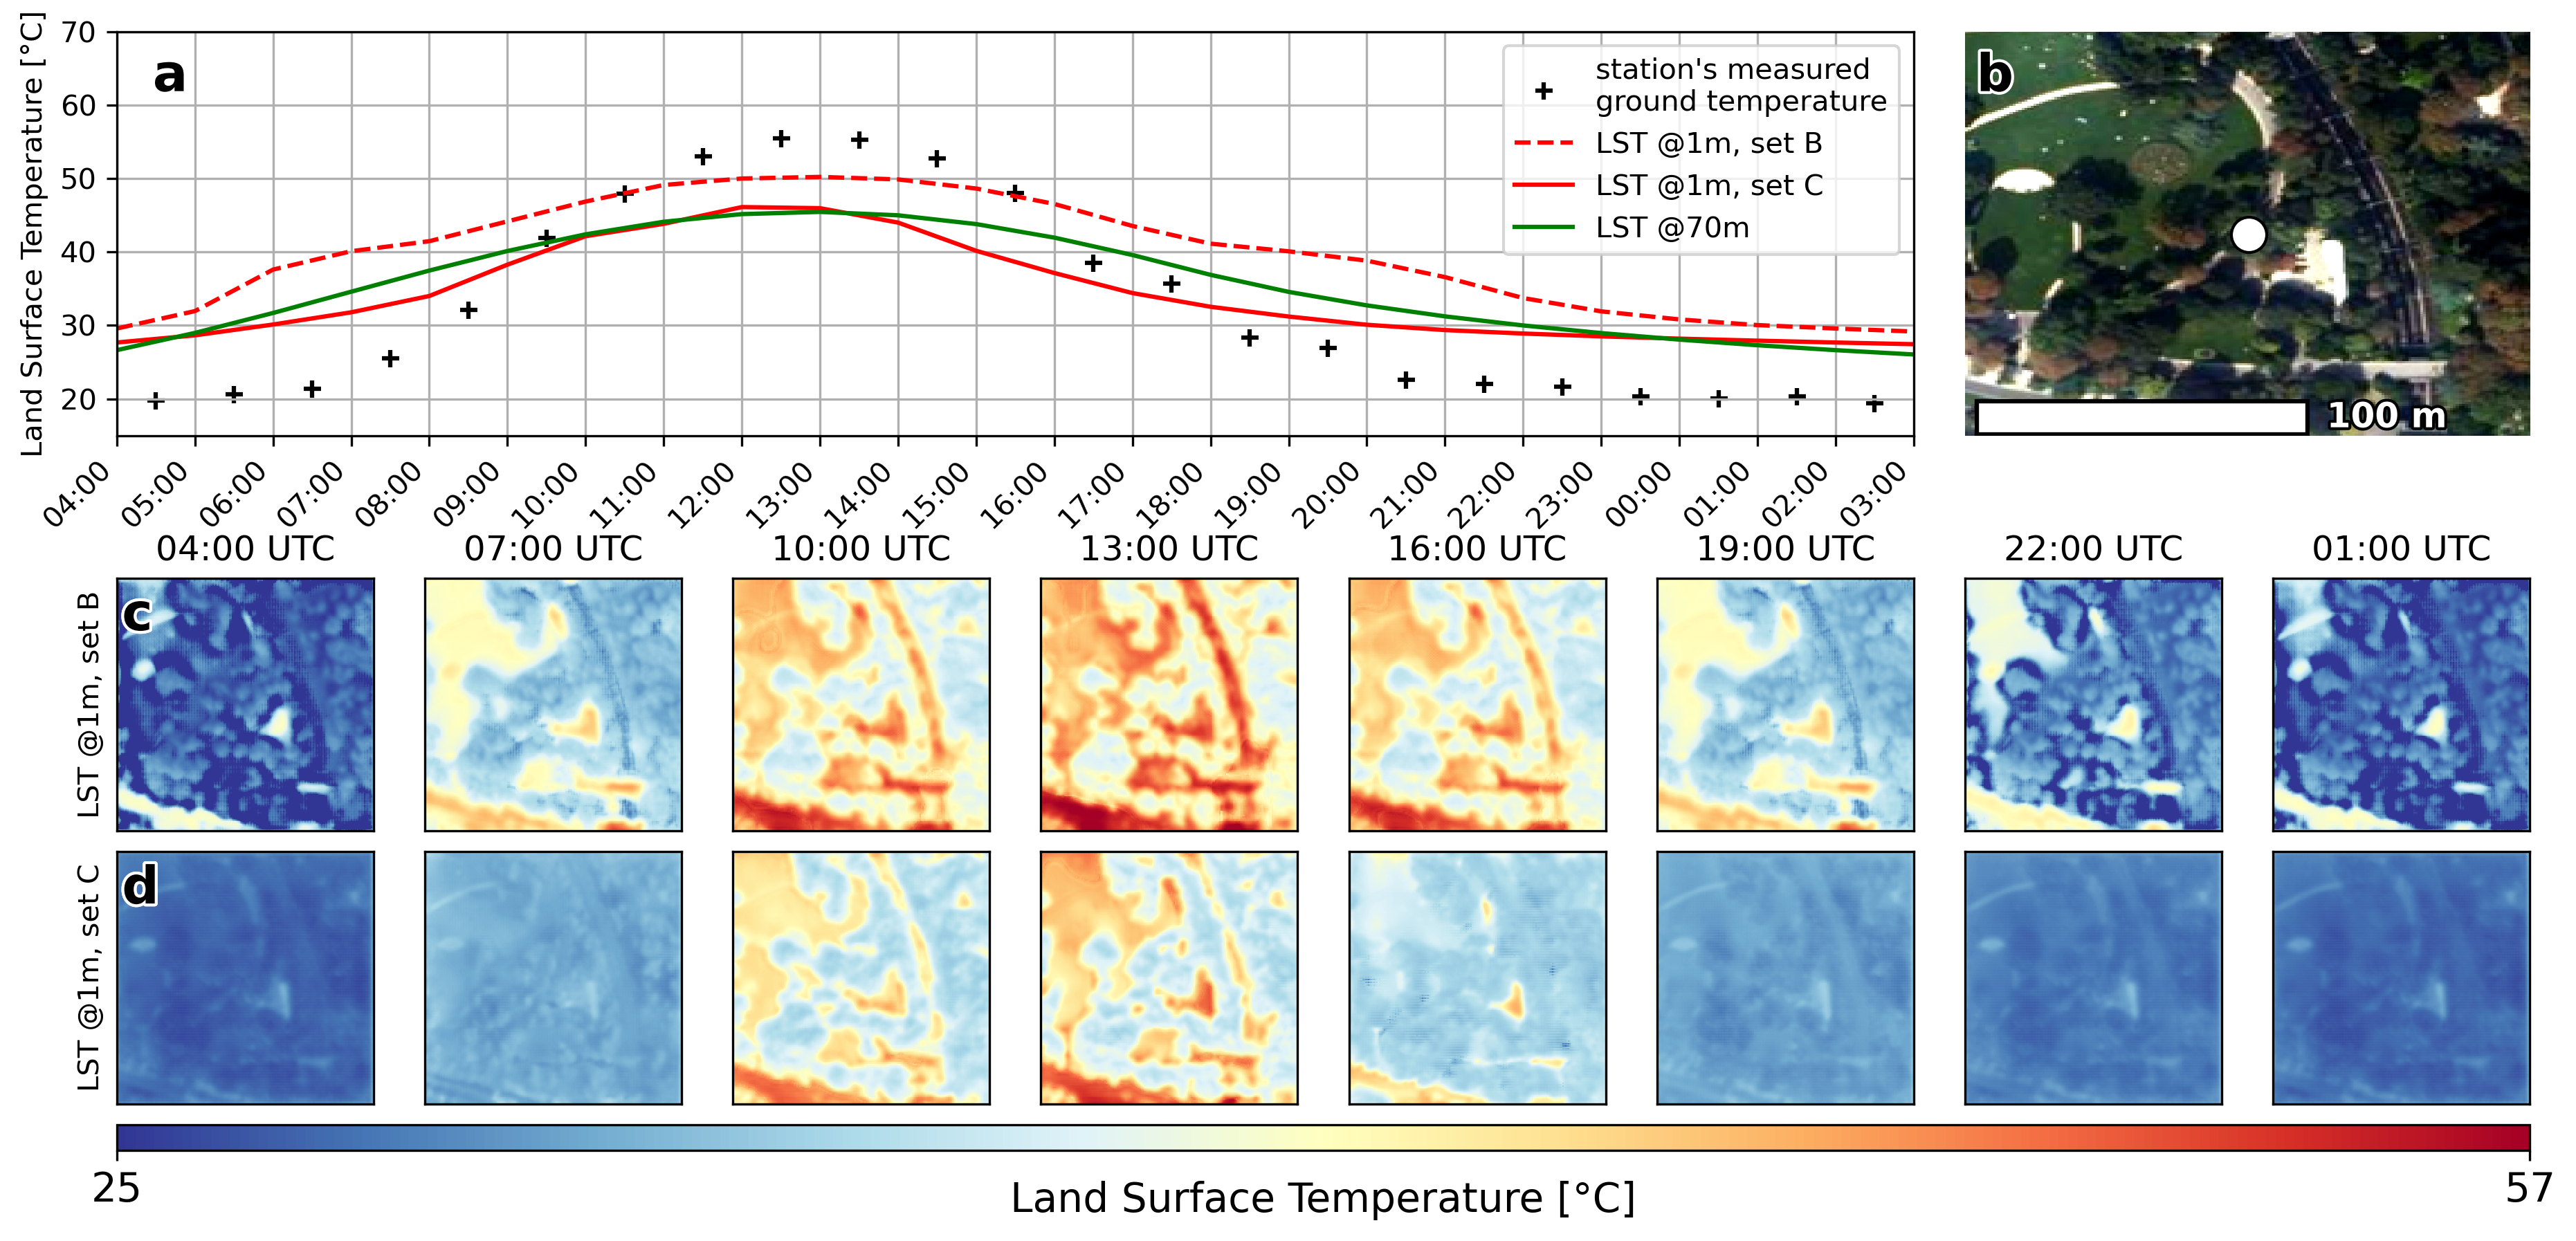 Land Surface Temperature [°C]
70
60
50
40
30
20
a
station's measured
ground temperature
LST @1m, set B
LST @1m, set C
LST @70m
04:00
05:00
06:00
07:00
08:00
09:00
10:00
11:00
12:00
13:00
14:00
15:00
16:00
17:00
18:00
19:00
20:00
21:00
22:00
23:00
00:00
01:00
02:00
03:00
b
100 m
04:00 UTC
07:00 UTC
10:00 UTC
13:00 UTC
16:00 UTC
19:00 UTC
22:00 UTC
01:00 UTC
LST @1m, set B
c
LST @1m, set C
d
25
57
Land Surface Temperature [°C]